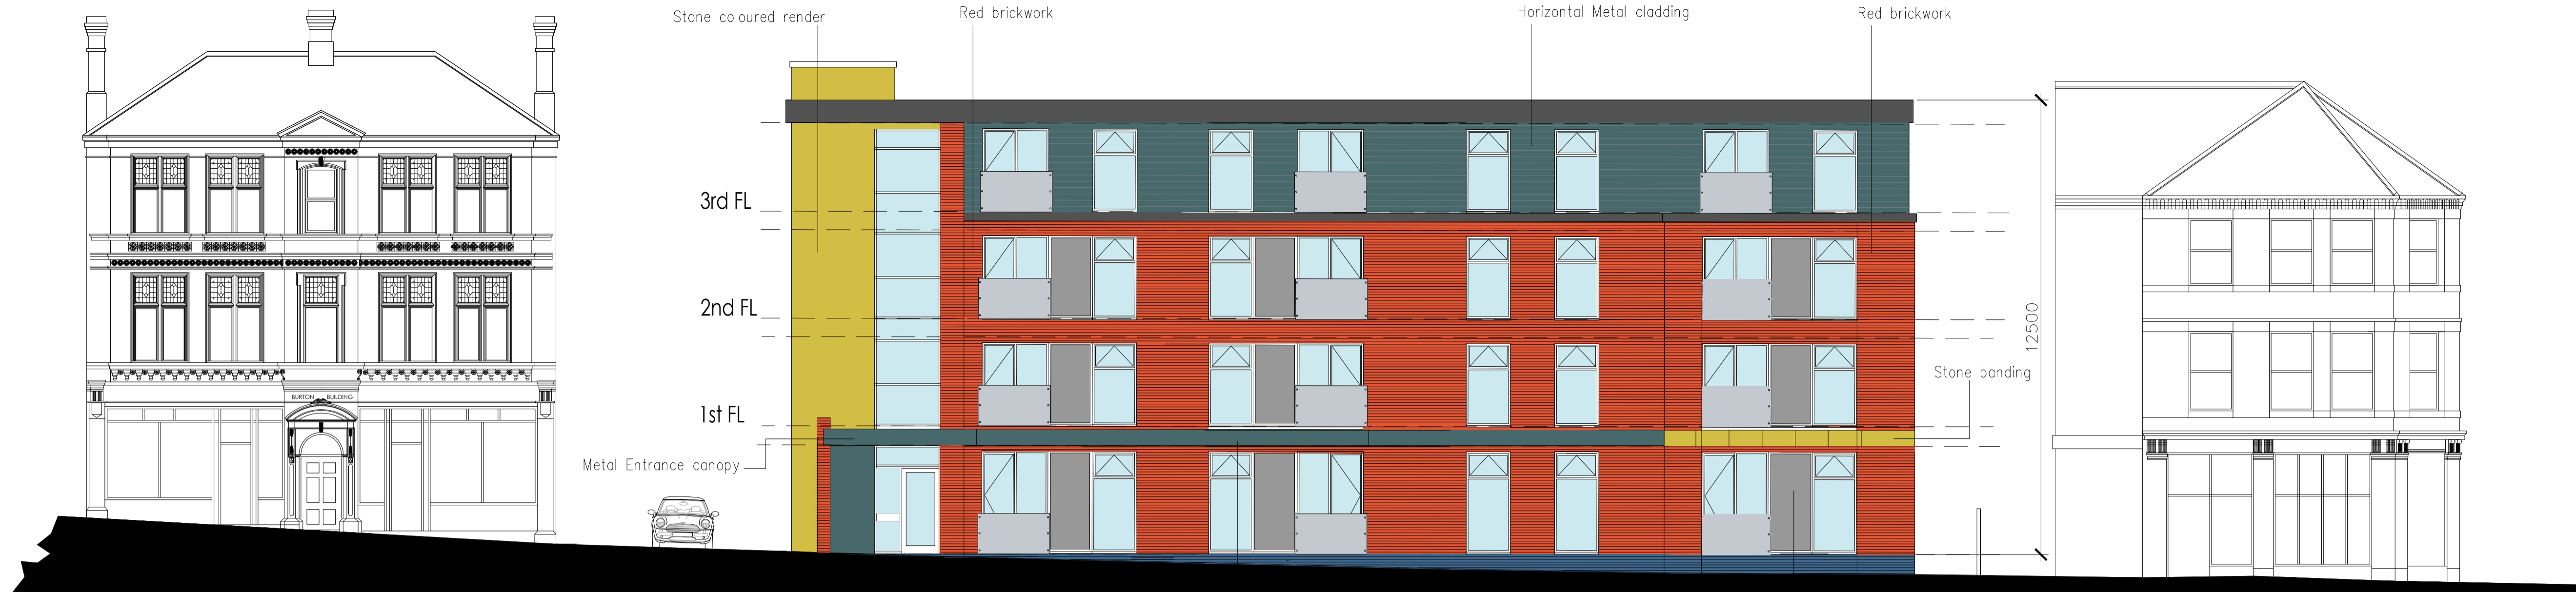 Stone coloured render
Red brickwork
Horizontal Metal cladding
Red brickwork
3rd FL
2nd FL
12500
Stone banding
BURTON BUILDING
1st FL
Metal Entrance canopy